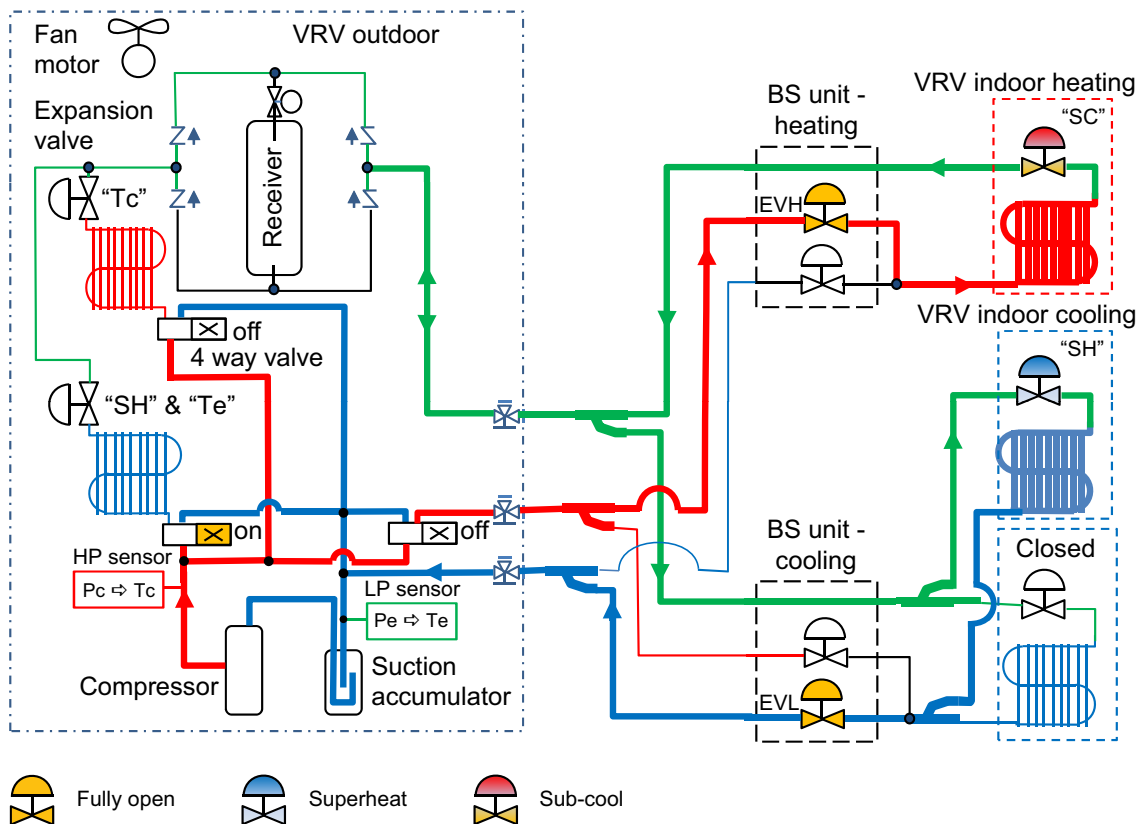 Fan
motor
VRV outdoor
Expansion
valve
"Tc"
Receiver
off
4 way valve
"SH" & "Te"
on
off
HP sensor
Pc ⇨ Tc
LP sensor
Pe ⇨ Te
Compressor
Suction
accumulator
BS unit -
heating
EVH
VRV indoor heating
"SC"
VRV indoor cooling
"SH"
BS unit -
cooling
EVL
Closed
Fully open
Superheat
Sub-cool